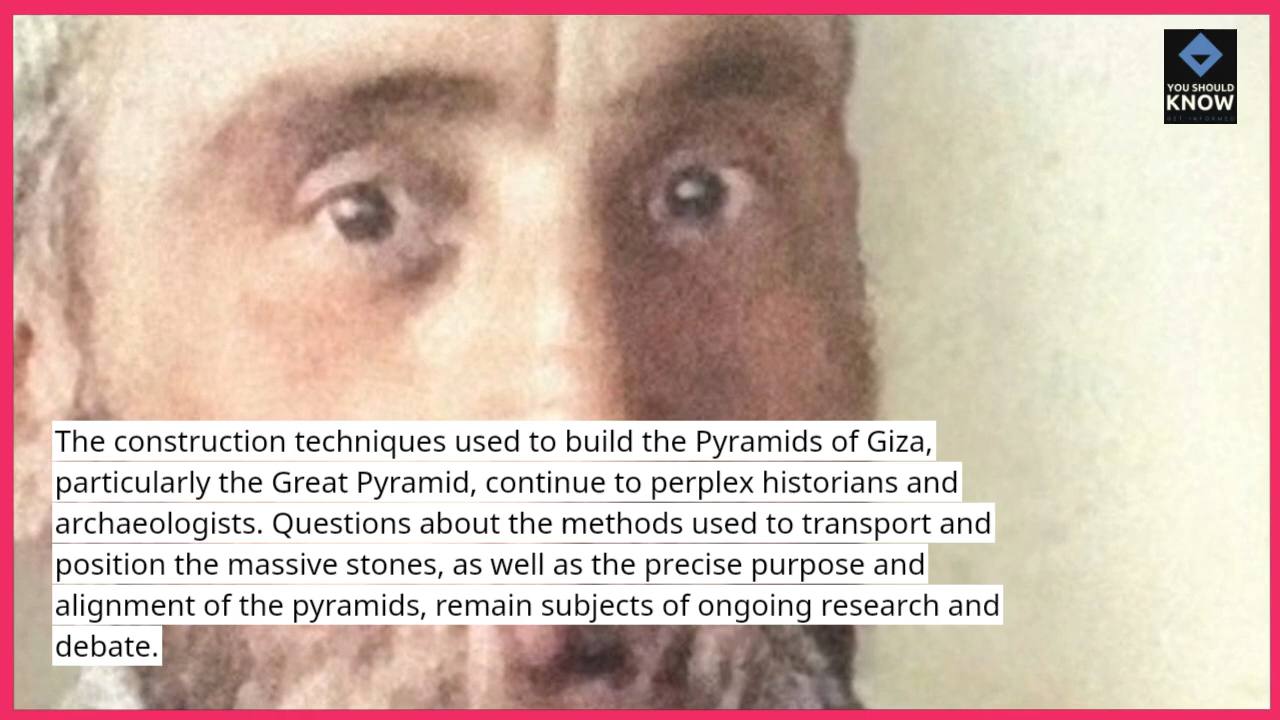 YOU SHOULD
KNOW
GET INFORMED
The construction techniques used to build the Pyramids of Giza,
particularly the Great Pyramid, continue to perplex historians and
archaeologists. Questions about the methods used to transport and
position the massive stones, as well as the precise purpose and
alignment of the pyramids, remain subjects of ongoing research and
debate.